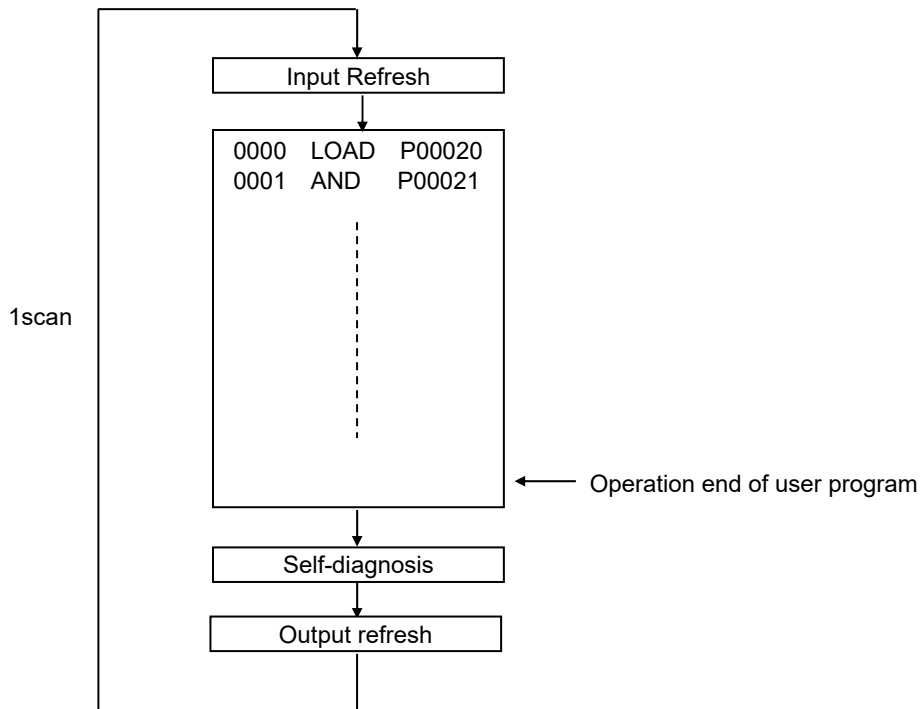 Input Refresh
0000 LOAD P00020
0001 AND P00021
1scan
Operation end of user program
Self-diagnosis
Output refresh